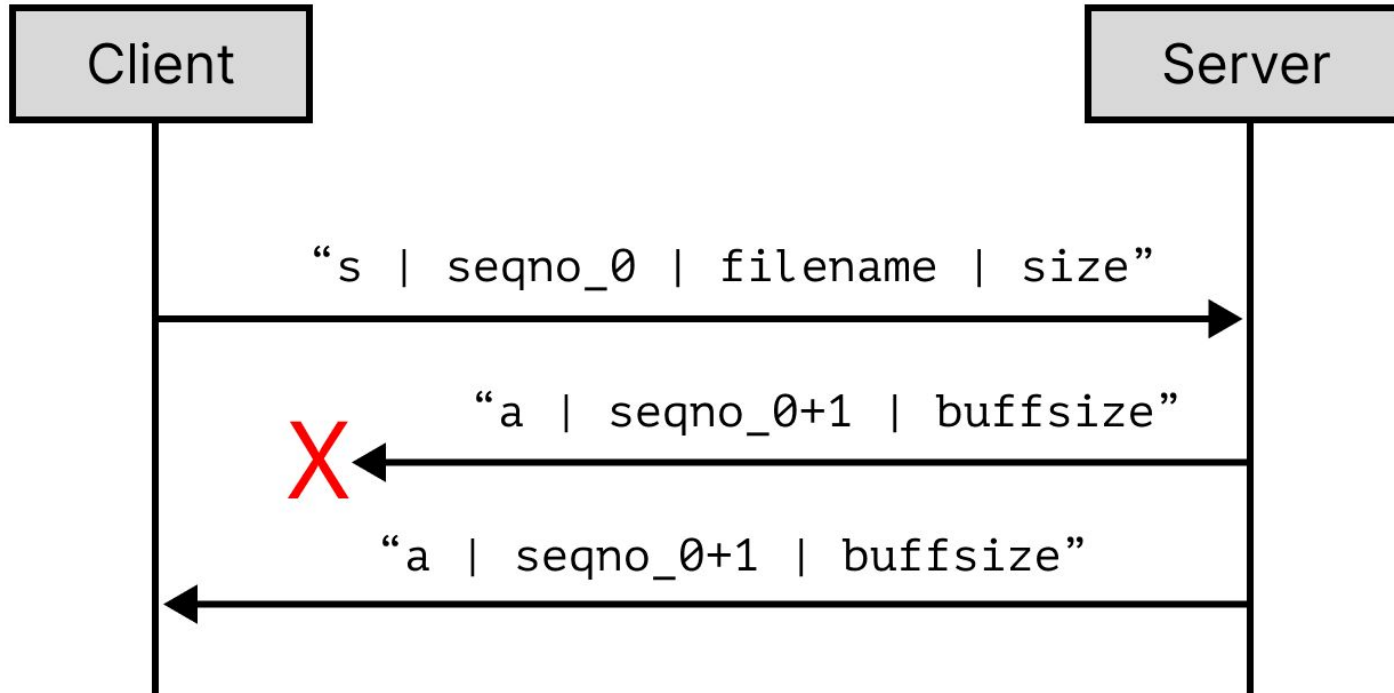 Client
Server
“s | seqno_0 | filename | size”
“a | seqno_0+1 | buffsize”
X
“a | seqno_0+1 | buffsize”